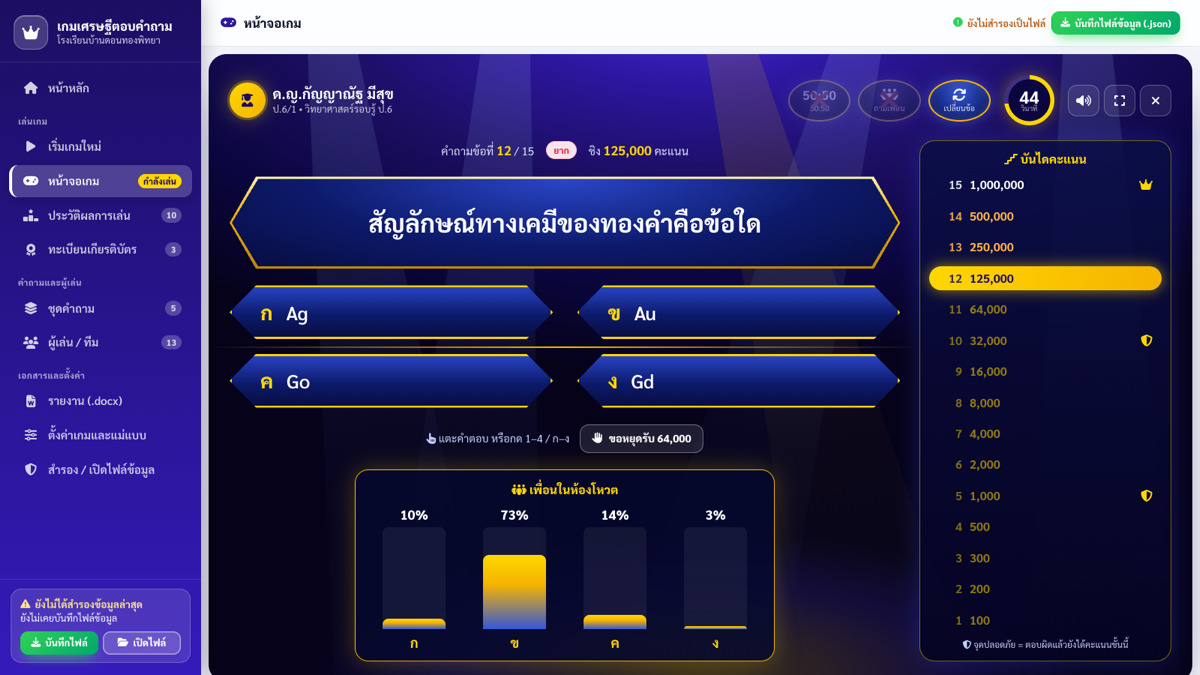 เกมเศรษฐีตอบคำถาม
โรงเรียนบ้านดอนทองพิทยา
หน้าหลัก
เล่นเกม
เริ่มเกมใหม่
หน้าจอเกม กำลังเล่น
ประวัติผลการเล่น 10
ทะเบียนเกียรติบัตร 3
คำถามและผู้เล่น
ชุดคำถาม 5
ผู้เล่น / ทีม 13
เอกสารและตั้งค่า
รายงาน (.docx)
ตั้งค่าเกมและแม่แบบ
สำรอง / เปิดไฟล์ข้อมูล
ยังไม่ได้สำรองข้อมูลล่าสุด
ยังไม่เคยบันทึกไฟล์ข้อมูล
บันทึกไฟล์ เปิดไฟล์
หน้าจอเกม
ยังไม่สำรองเป็นไฟล์ บันทึกไฟล์ข้อมูล (.json)
ด.ญ.กัญญาณัฐ มีสุข
ป.6/1 • วิทยาศาสตร์รอบรู้ ป.6
50:50
50:50
ถามเพื่อน
เปลี่ยนข้อ
44
วินาที
คำถามข้อที่ 12 / 15 ยาก ชิง 125,000 คะแนน
สัญลักษณ์ทางเคมีของทองคำคือข้อใด
ก Ag
ข Au
ค Go
ง Gd
แตะคำตอบ หรือกด 1–4 / ก–ง ขอหยุดรับ 64,000
เพื่อนในห้องโหวต
10% 73% 14% 3%
ก ข ค ง
บันไดคะแนน
15 1,000,000
14 500,000
13 250,000
12 125,000
11 64,000
10 32,000
9 16,000
8 8,000
7 4,000
6 2,000
5 1,000
4 500
3 300
2 200
1 100
จุดปลอดภัย = ตอบผิดแล้วยังได้คะแนนขั้นนี้